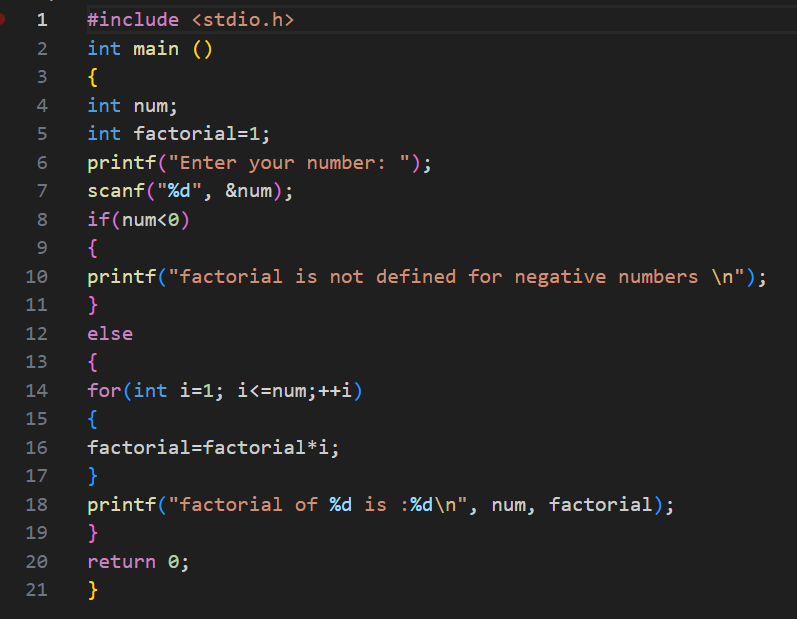 1 #include <stdio.h>
2 int main ()
3 {
4 int num;
5 int factorial=1;
6 printf("Enter your number: ");
7 scanf("%d", &num);
8 if(num<0)
9 {
10 printf("factorial is not defined for negative numbers \n");
11 }
12 else
13 {
14 for(int i=1; i<=num;++i)
15 {
16 factorial=factorial*i;
17 }
18 printf("factorial of %d is :%d\n", num, factorial);
19 }
20 return 0;
21 }